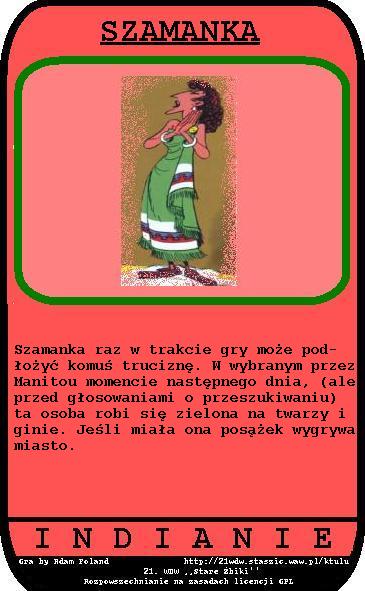 SZAMANKA
Szamanka raz w trakcie gry może pod-
łożyć komuś truciznę. W wybranym przez
Manitou momencie następnego dnia, (ale
przed głosowaniami o przeszukiwaniu)
ta osoba robi się zielona na twarzy i
ginie. Jeśli miała ona posążek wygrywa
miasto.
INDIANIE
Gra by Adam Poland http://21wdw.staszic.waw.pl/ktulu
21. WDW ,,Stare Żbiki''
Rozpowszechnianie na zasadach licencji GPL